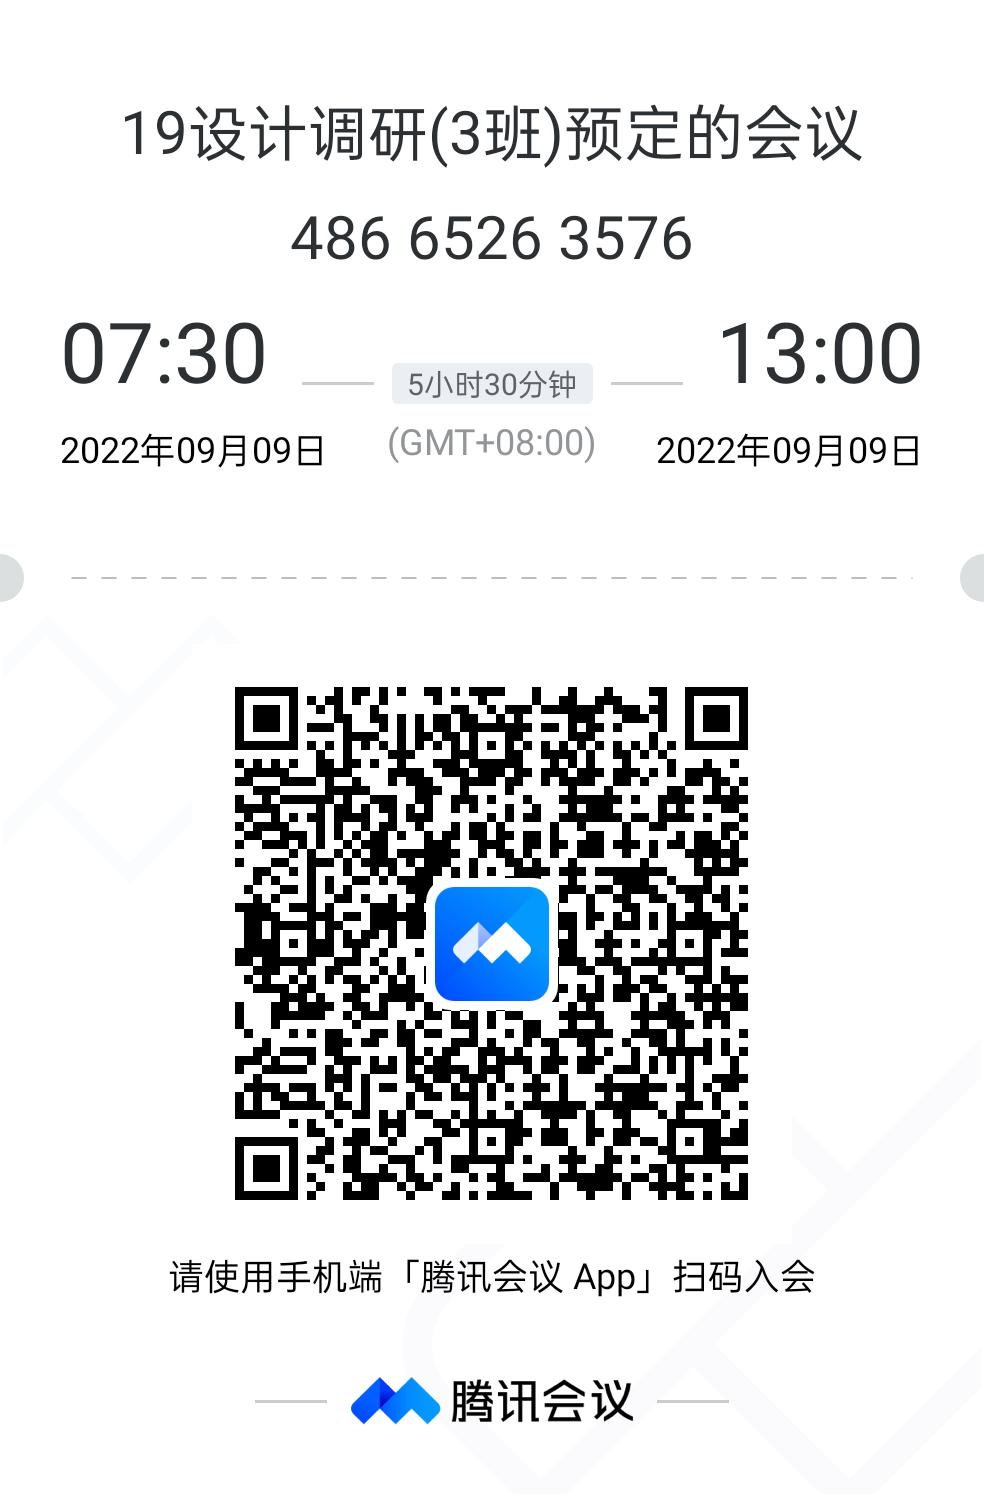 19设计调研(3班)预定的会议
486 6526 3576
07:30
5小时30分钟
13:00
2022年09月09日
(GMT+08:00)
2022年09月09日
请使用手机端「腾讯会议 App」扫码入会
腾讯会议